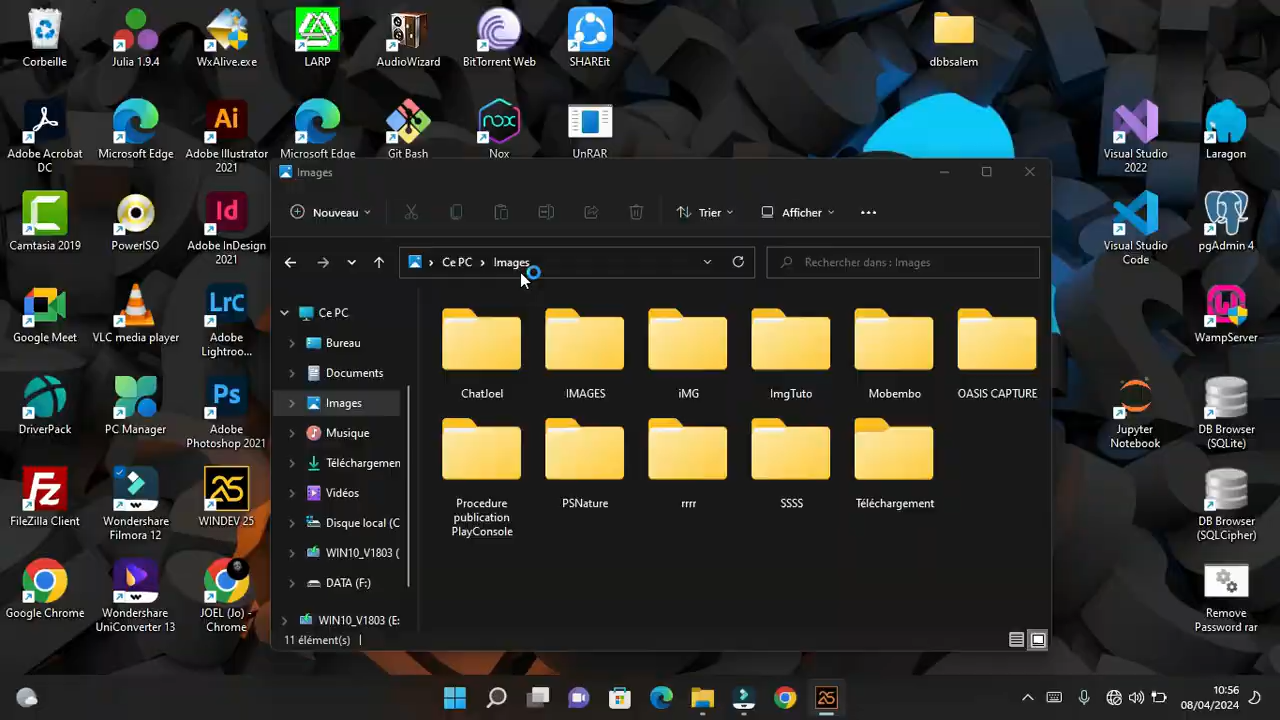 Corbeille
Julia 1.9.4
WxAlive.exe
LARP
AudioWizard
BitTorrent Web
SHAREit
dbbsalem
Adobe Acrobat
DC
Microsoft Edge
Adobe Illustrator
2021
Microsoft Edge
Git Bash
Nox
UnRAR
Visual Studio
2022
Laragon
Images
Nouveau
Trier
Afficher
Ce PC
Images
Rechercher dans : Images
Camtasia 2019
PowerISO
Adobe InDesign
2021
Visual Studio
Code
pgAdmin 4
Google Meet
VLC media player
Adobe
Lightroo...
WampServer
Ce PC
Bureau
Documents
Images
Musique
Téléchargemen
Vidéos
Disque local (C
WIN10_V1803 (
DATA (F:)
WIN10_V1803 (E:
ChatJoel
IMAGES
iMG
ImgTuto
Mobembo
OASIS CAPTURE
Procedure
publication
PlayConsole
PSNature
rrrr
SSSS
Téléchargement
11 élément(s)
DriverPack
PC Manager
Adobe
Photoshop 2021
Jupyter
Notebook
DB Browser
(SQLite)
FileZilla Client
Wondershare
Filmora 12
WINDEV 25
DB Browser
(SQLCipher)
Google Chrome
Wondershare
UniConverter 13
JOEL (Jo) -
Chrome
Remove
Password rar
10:56
08/04/2024